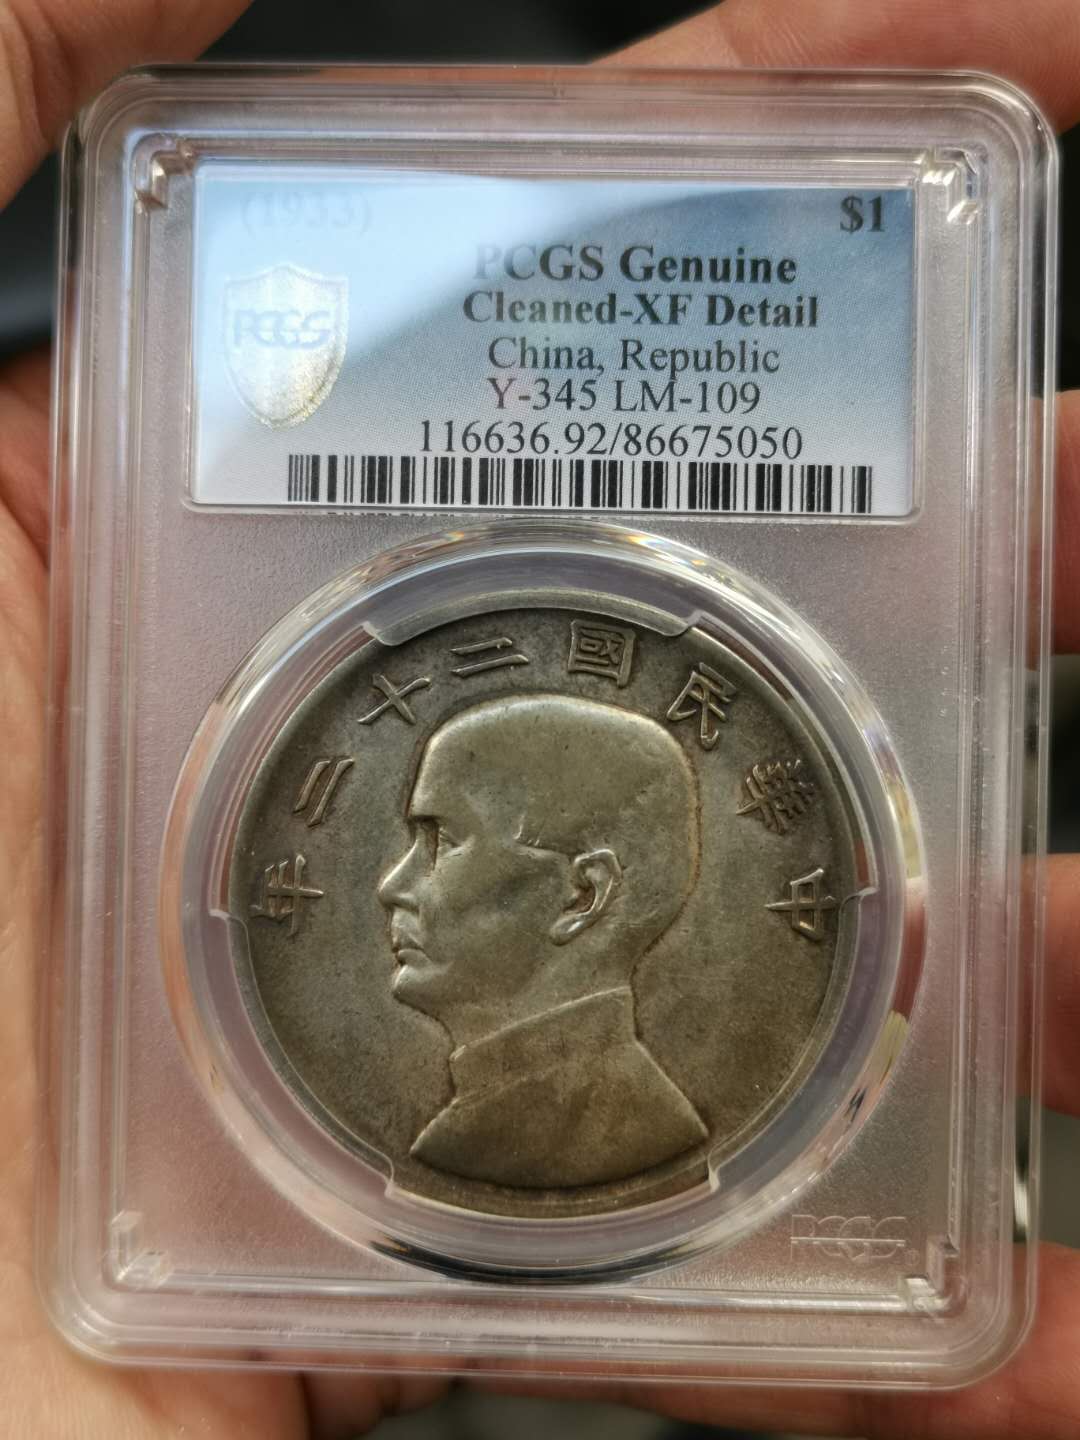 (1933) $1
PCGS Genuine
Cleaned-XF Detail
PCGS
China, Republic
Y-345 LM-109
116636.92/86675050
年三十二國民華中
PCGS